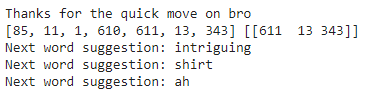 Thanks for the quick move on bro
[85, 11, 1, 610, 611, 13, 343] [[611  13 343]]
Next word suggestion: intriguing
Next word suggestion: shirt
Next word suggestion: ah